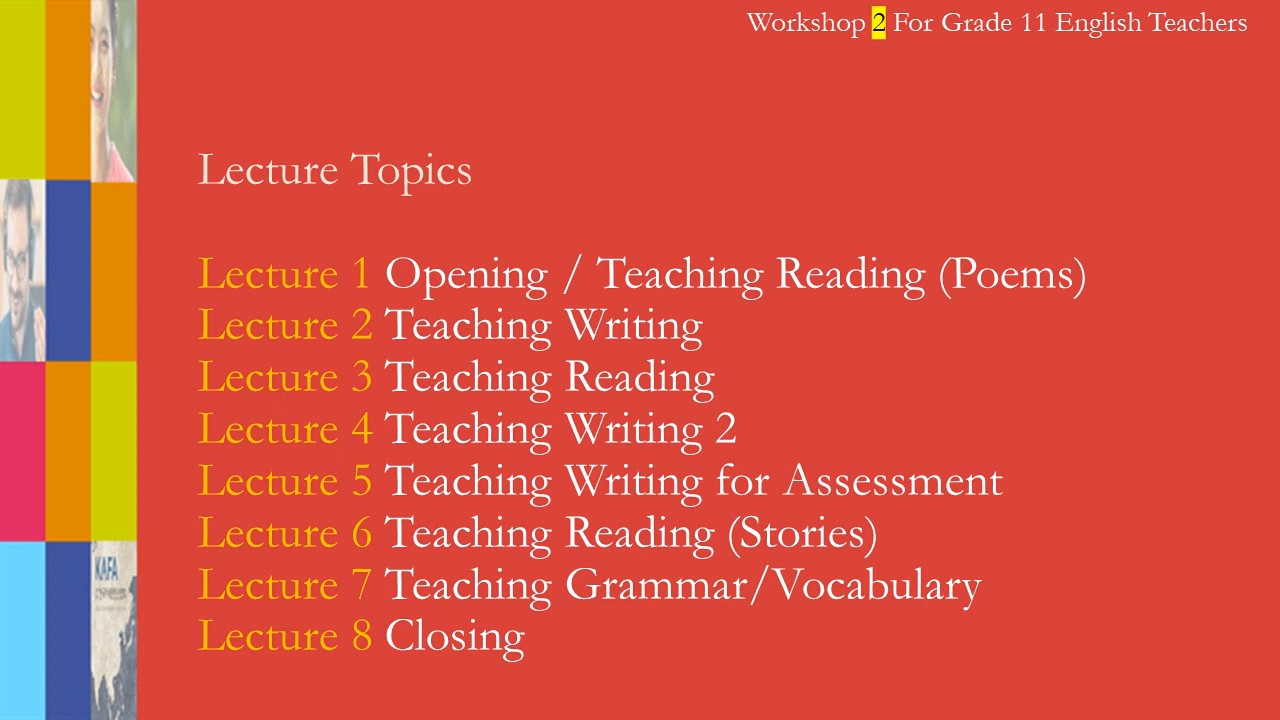 Workshop 2 For Grade 11 English Teachers
Lecture Topics
Lecture 1 Opening / Teaching Reading (Poems)
Lecture 2 Teaching Writing
Lecture 3 Teaching Reading
Lecture 4 Teaching Writing 2
Lecture 5 Teaching Writing for Assessment
Lecture 6 Teaching Reading (Stories)
Lecture 7 Teaching Grammar/Vocabulary
Lecture 8 Closing
KAFA